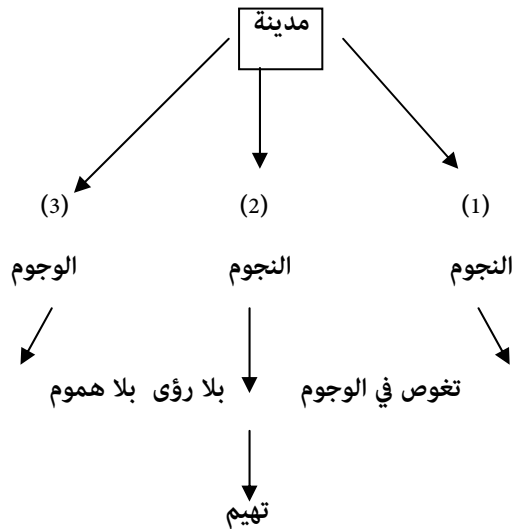 مدينة
(1) (2) (3)
النجوم النجوم الوجوم
تغوص في الوجوم بلا رؤى بلا هموم
تهيم